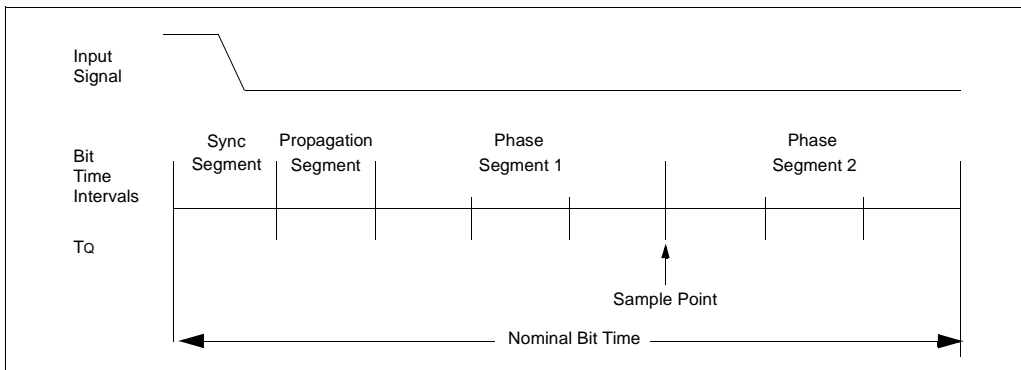 Input
Signal
Sync
Segment
Propagation
Segment
Phase
Segment 1
Phase
Segment 2
Bit
Time
Intervals
TQ
Sample Point
Nominal Bit Time